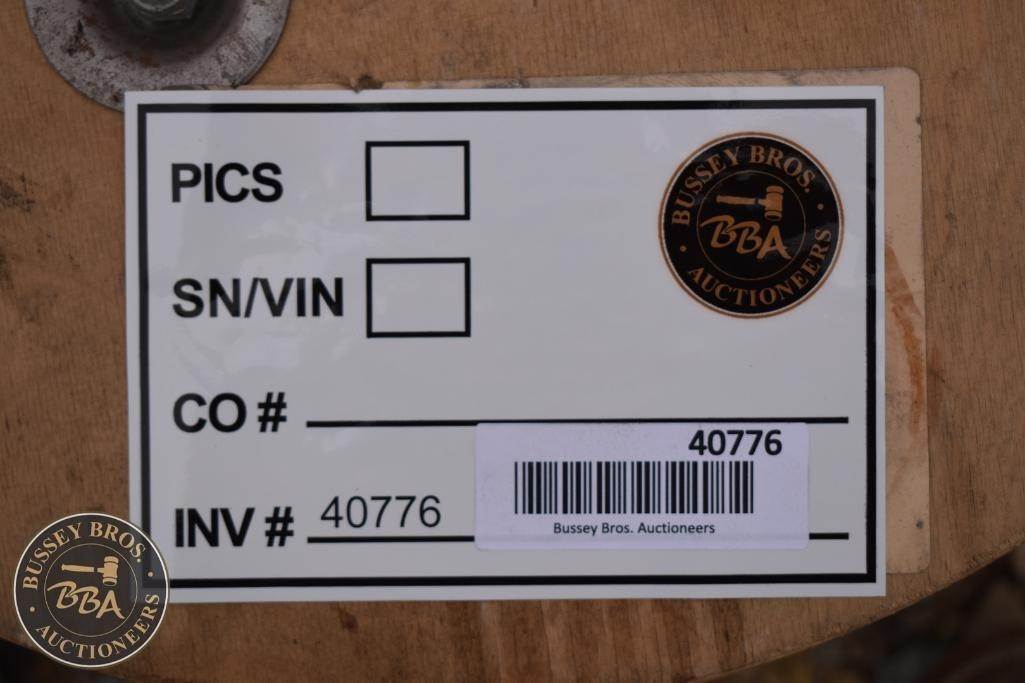 PICS
BUSSEY BROS.
BBA
AUCTIONEERS
SN/VIN
CO #
40776
INV # 40776
Bussey Bros. Auctioneers
BUSSEY BROS.
BBA
AUCTIONEERS